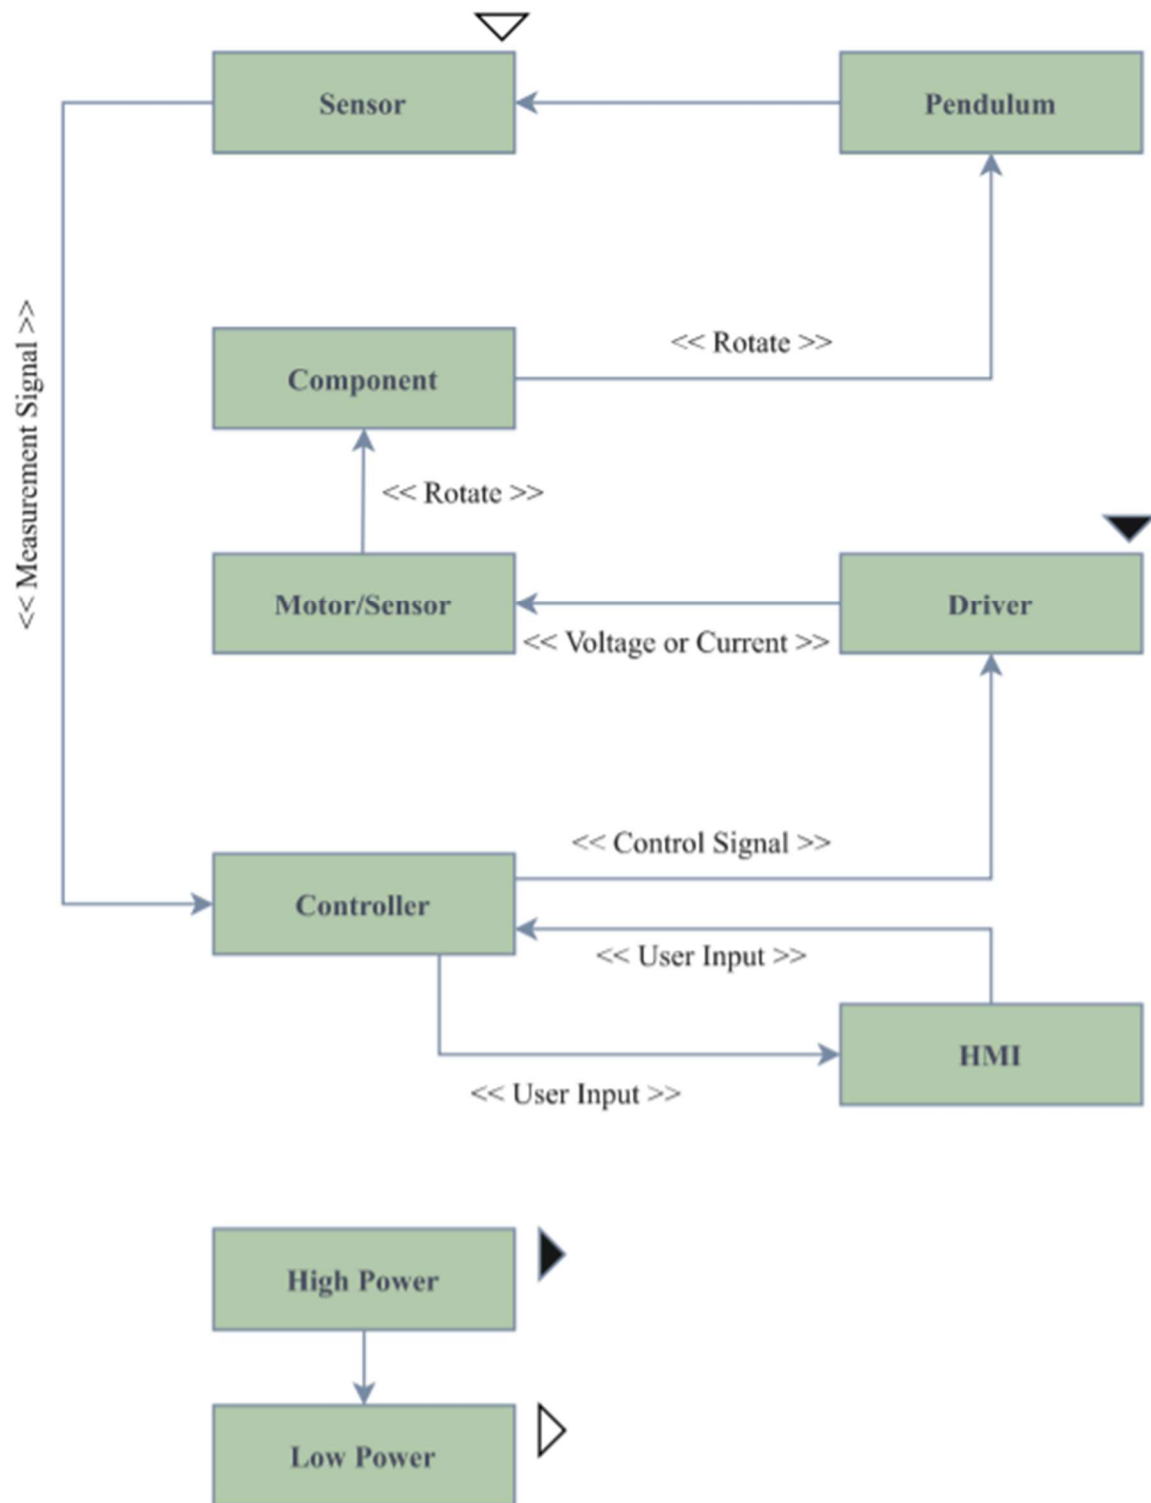 Sensor
Pendulum
<< Measurement Signal >>
<< Rotate >>
Component
<< Rotate >>
Motor/Sensor
Driver
<< Voltage or Current >>
<< Control Signal >>
Controller
<< User Input >>
HMI
<< User Input >>
High Power
Low Power